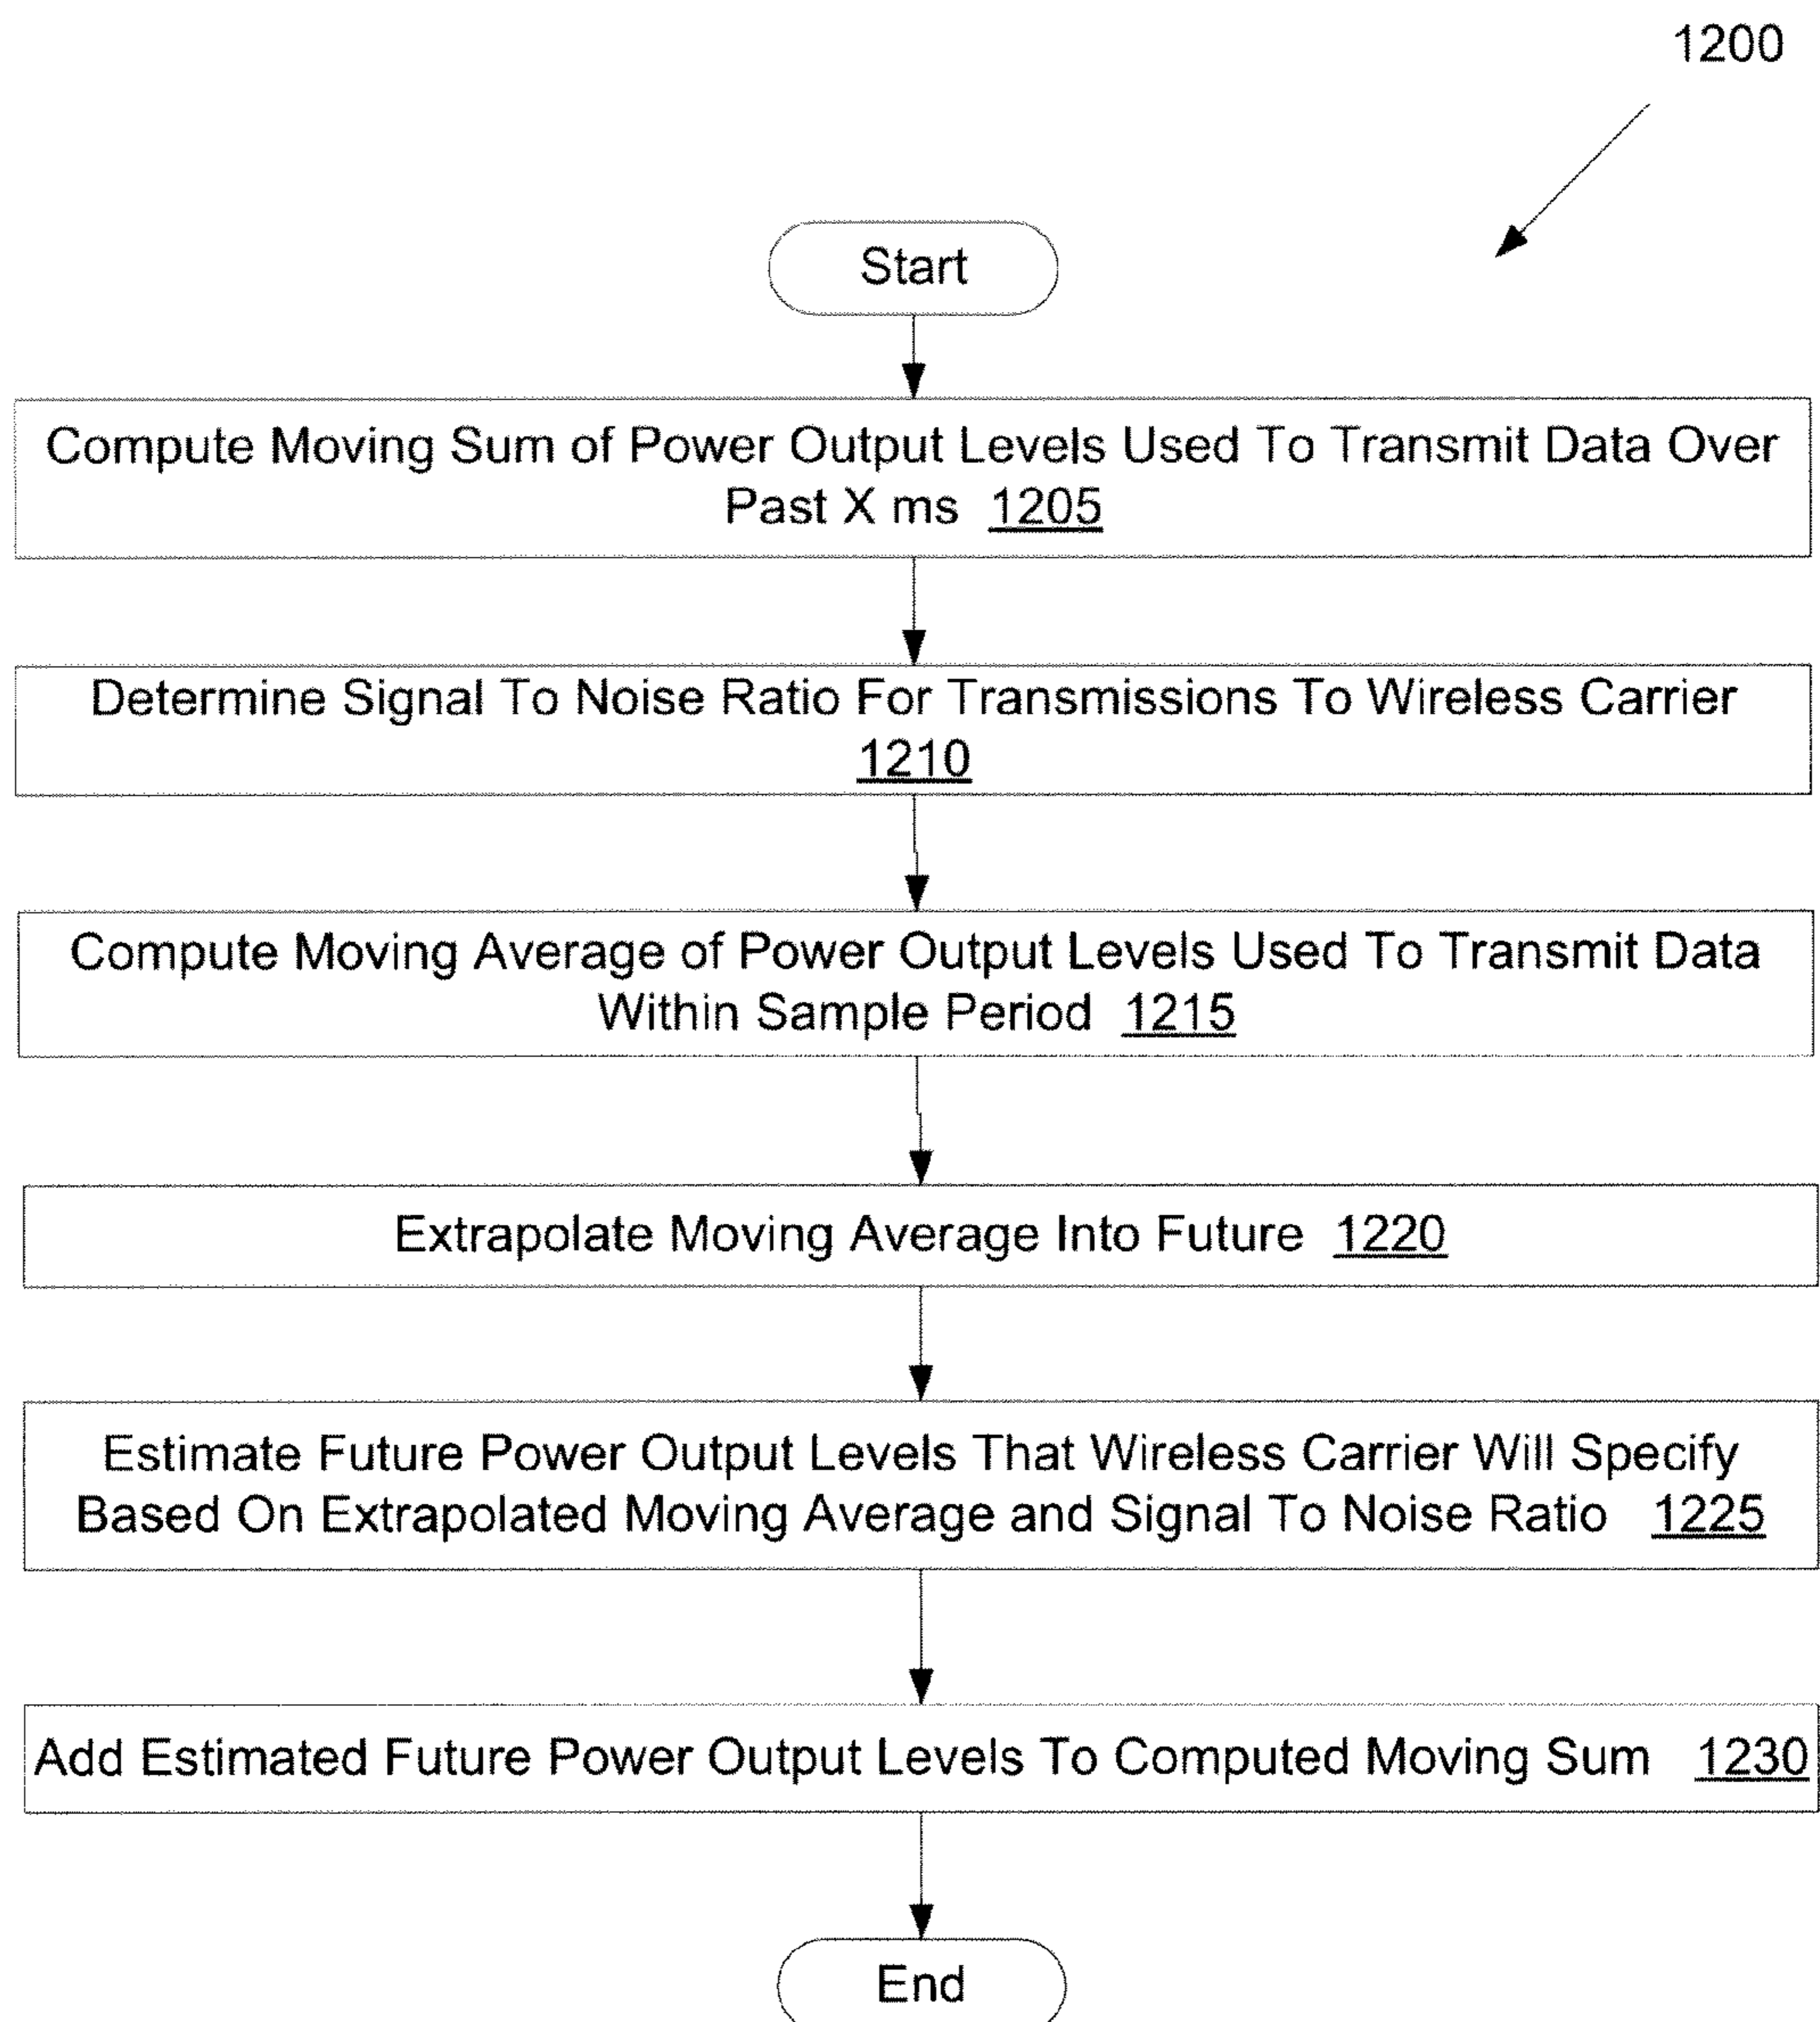 1200
Start
Compute Moving Sum of Power Output Levels Used To Transmit Data Over
Past X ms 1205
Determine Signal To Noise Ratio For Transmissions To Wireless Carrier
1210
Compute Moving Average of Power Output Levels Used To Transmit Data
Within Sample Period 1215
Extrapolate Moving Average Into Future 1220
Estimate Future Power Output Levels That Wireless Carrier Will Specify
Based On Extrapolated Moving Average and Signal To Noise Ratio 1225
Add Estimated Future Power Output Levels To Computed Moving Sum 1230
End